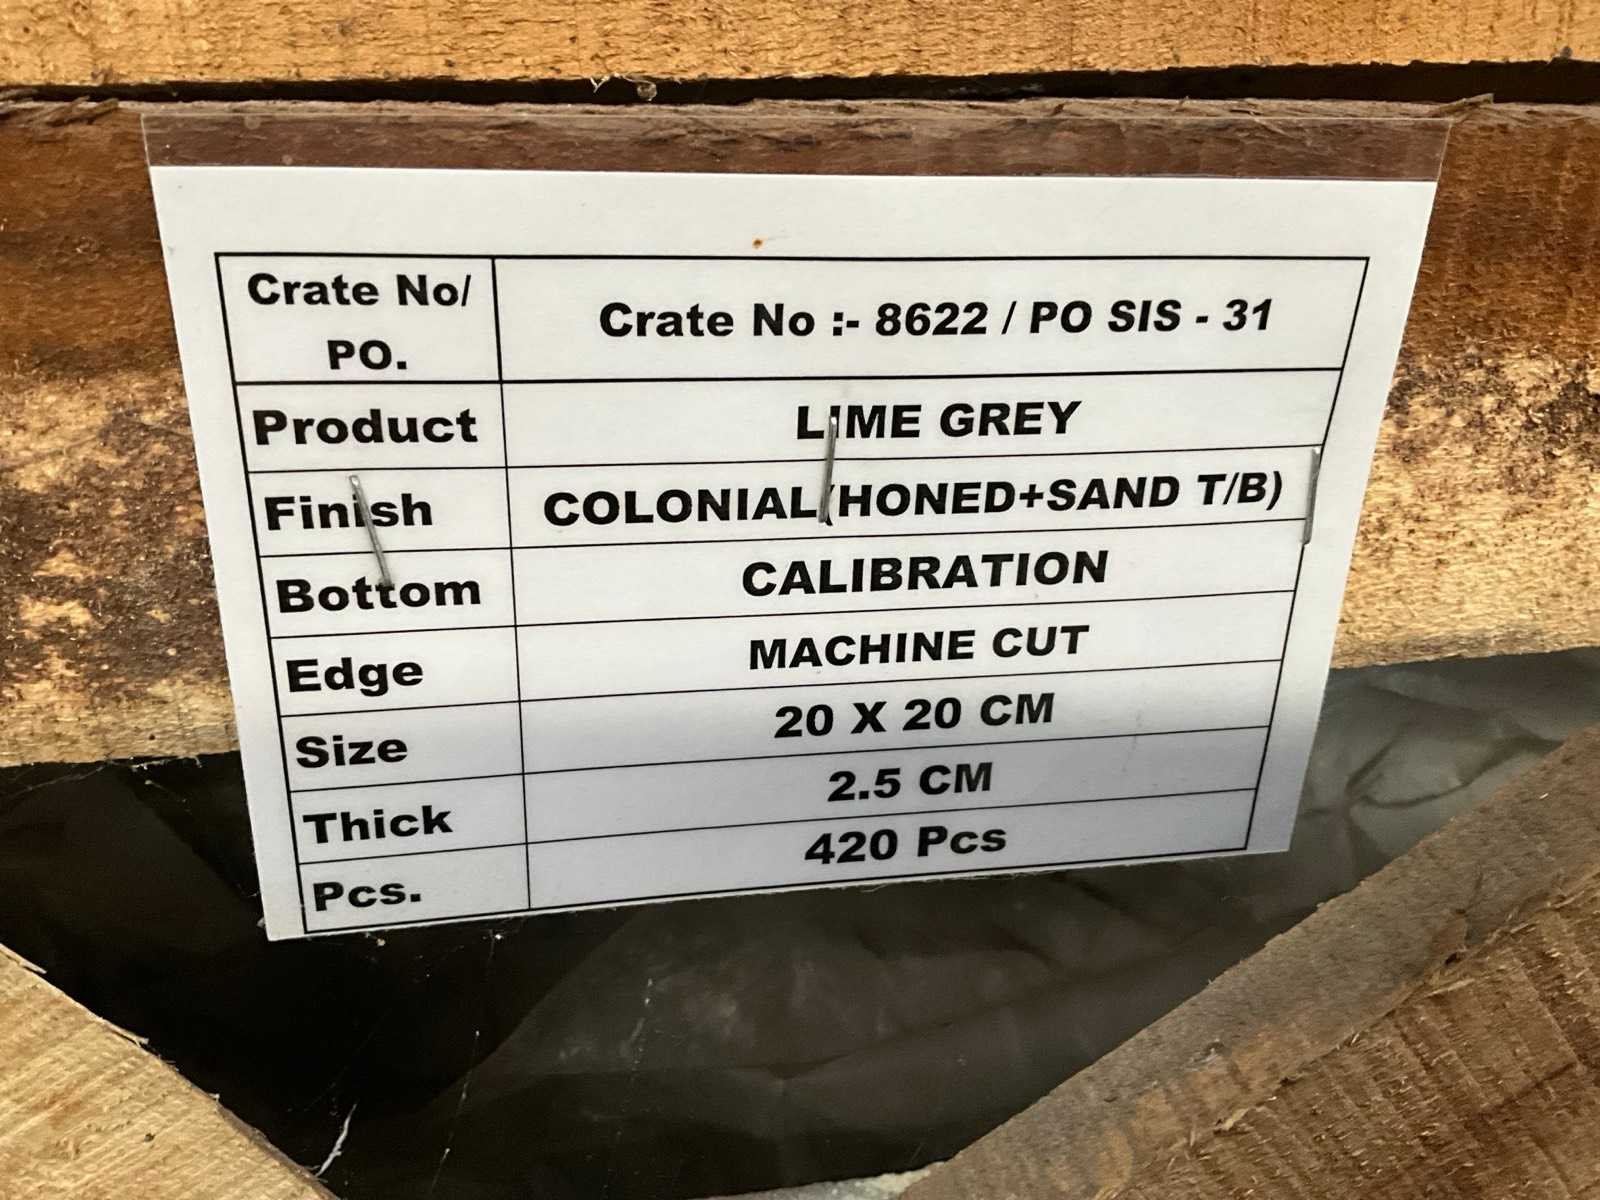 Crate No/
PO.
Crate No :- 8622 / PO SIS - 31
Product
LIME GREY
Finish
COLONIAL(HONED+SAND T/B)
Bottom
CALIBRATION
Edge
MACHINE CUT
Size
20 X 20 CM
Thick
2.5 CM
Pcs.
420 Pcs